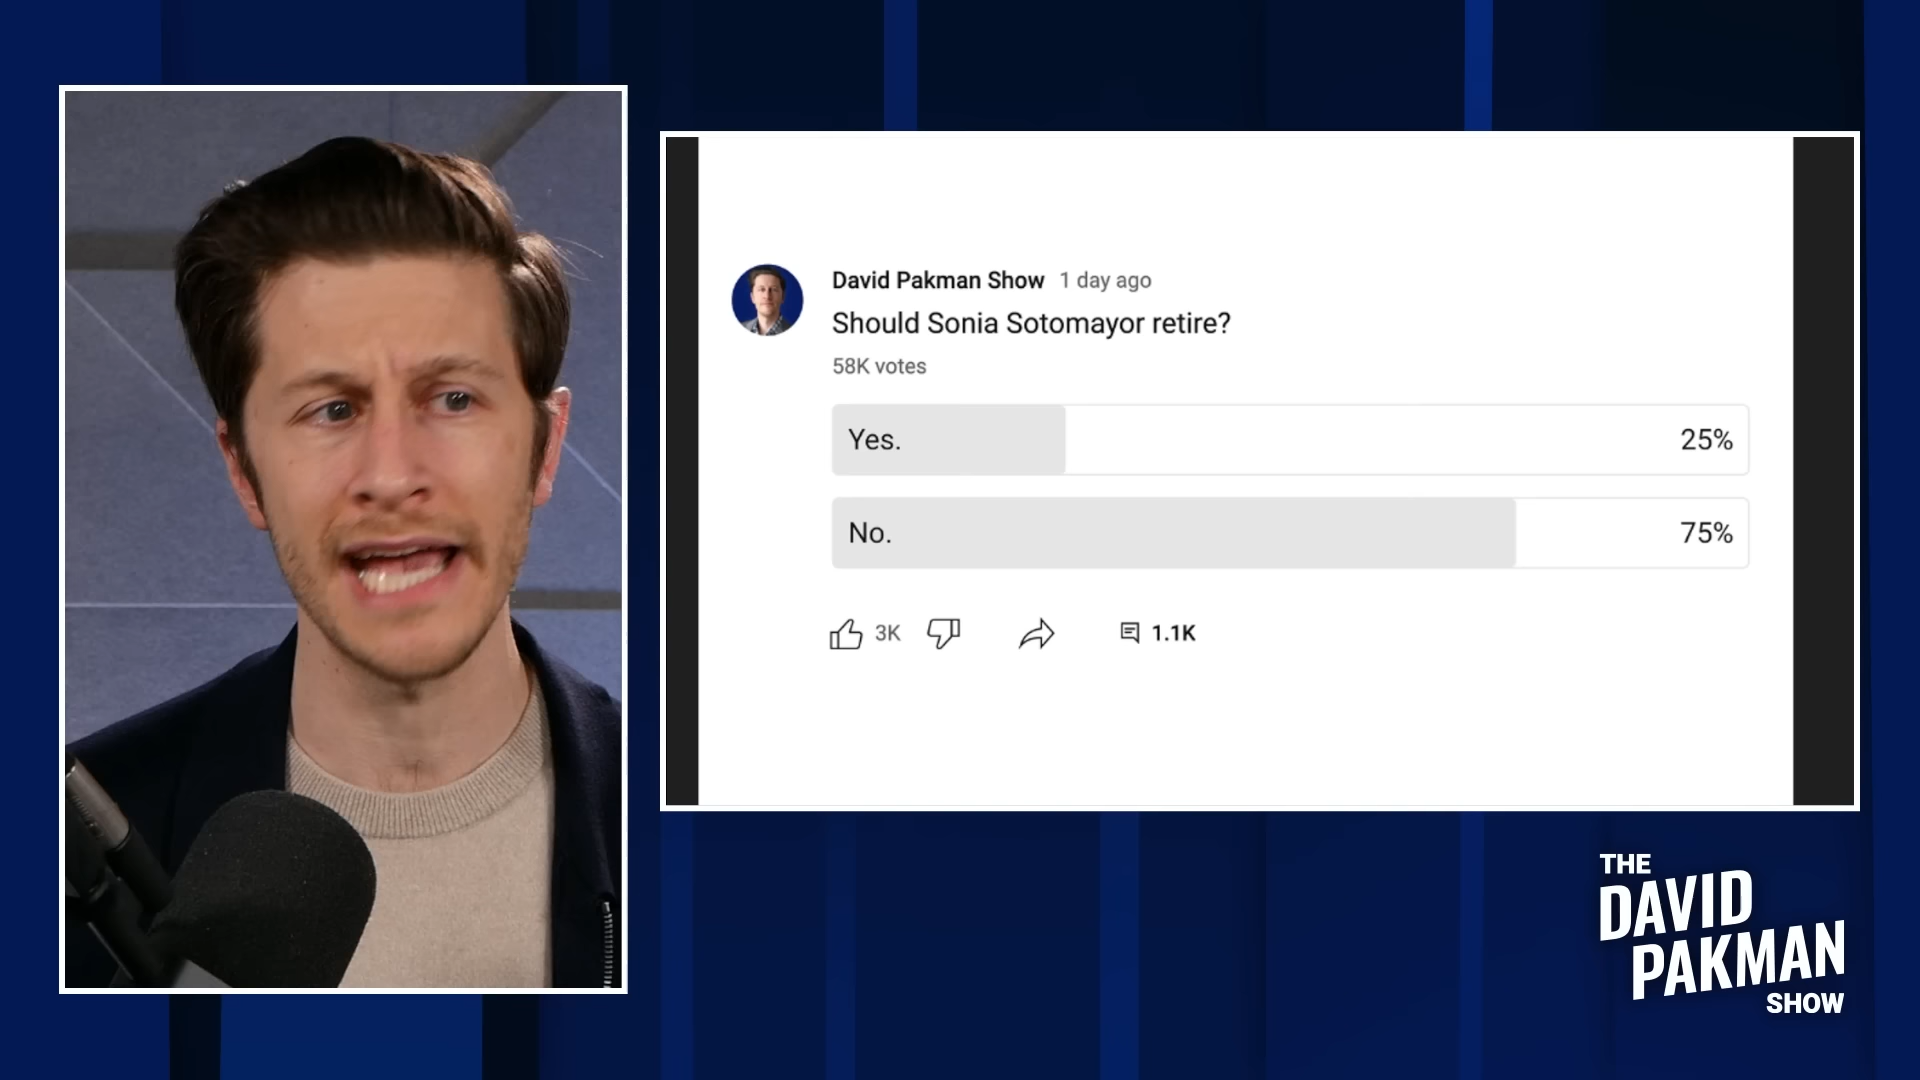 David Pakman Show 1 day ago
Should Sonia Sotomayor retire?
58K votes
Yes. 25%
No. 75%
3K 1.1K
THE
DAVID
PAKMAN
SHOW